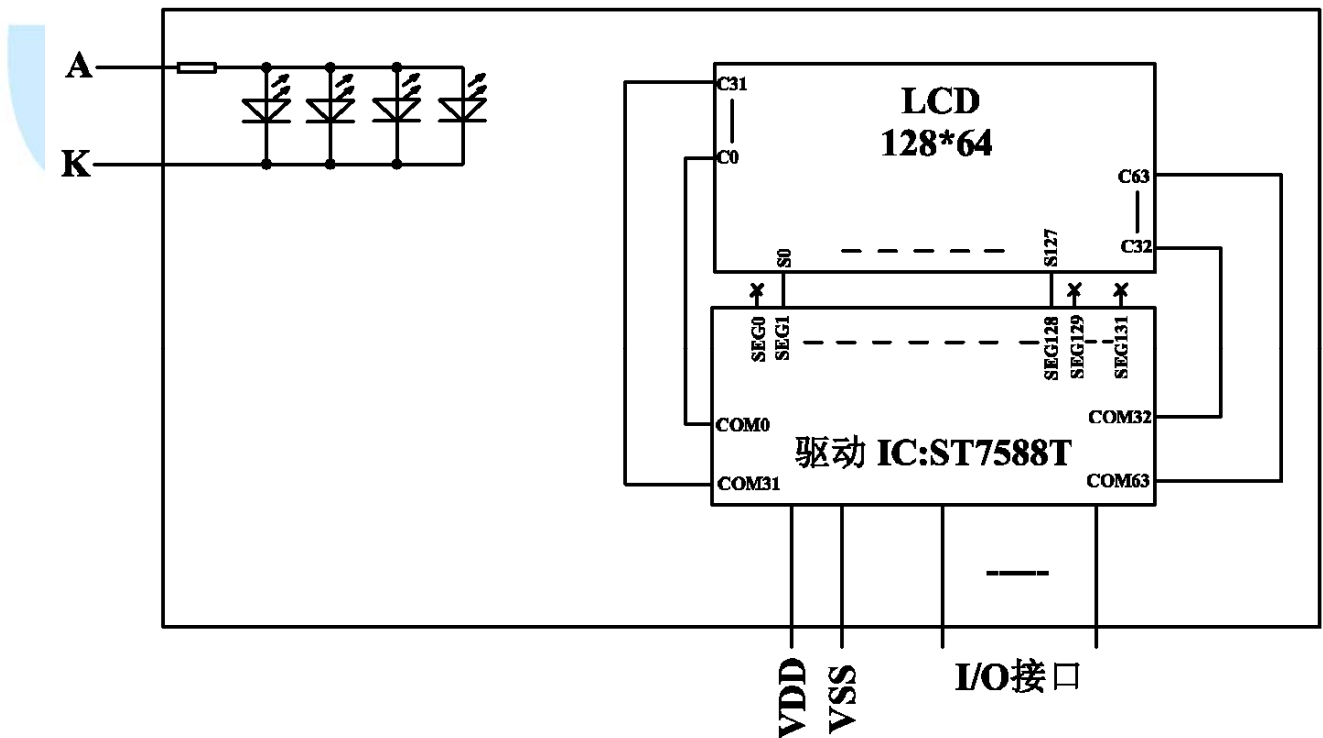 A
K
C31
C0
LCD
128*64
C63
C32
S0
S127
SEG0
SEG1
SEG128
SEG129
SEG131
COM0
COM31
驱动 IC:ST7588T
COM32
COM63
VDD
VSS
I/O接口